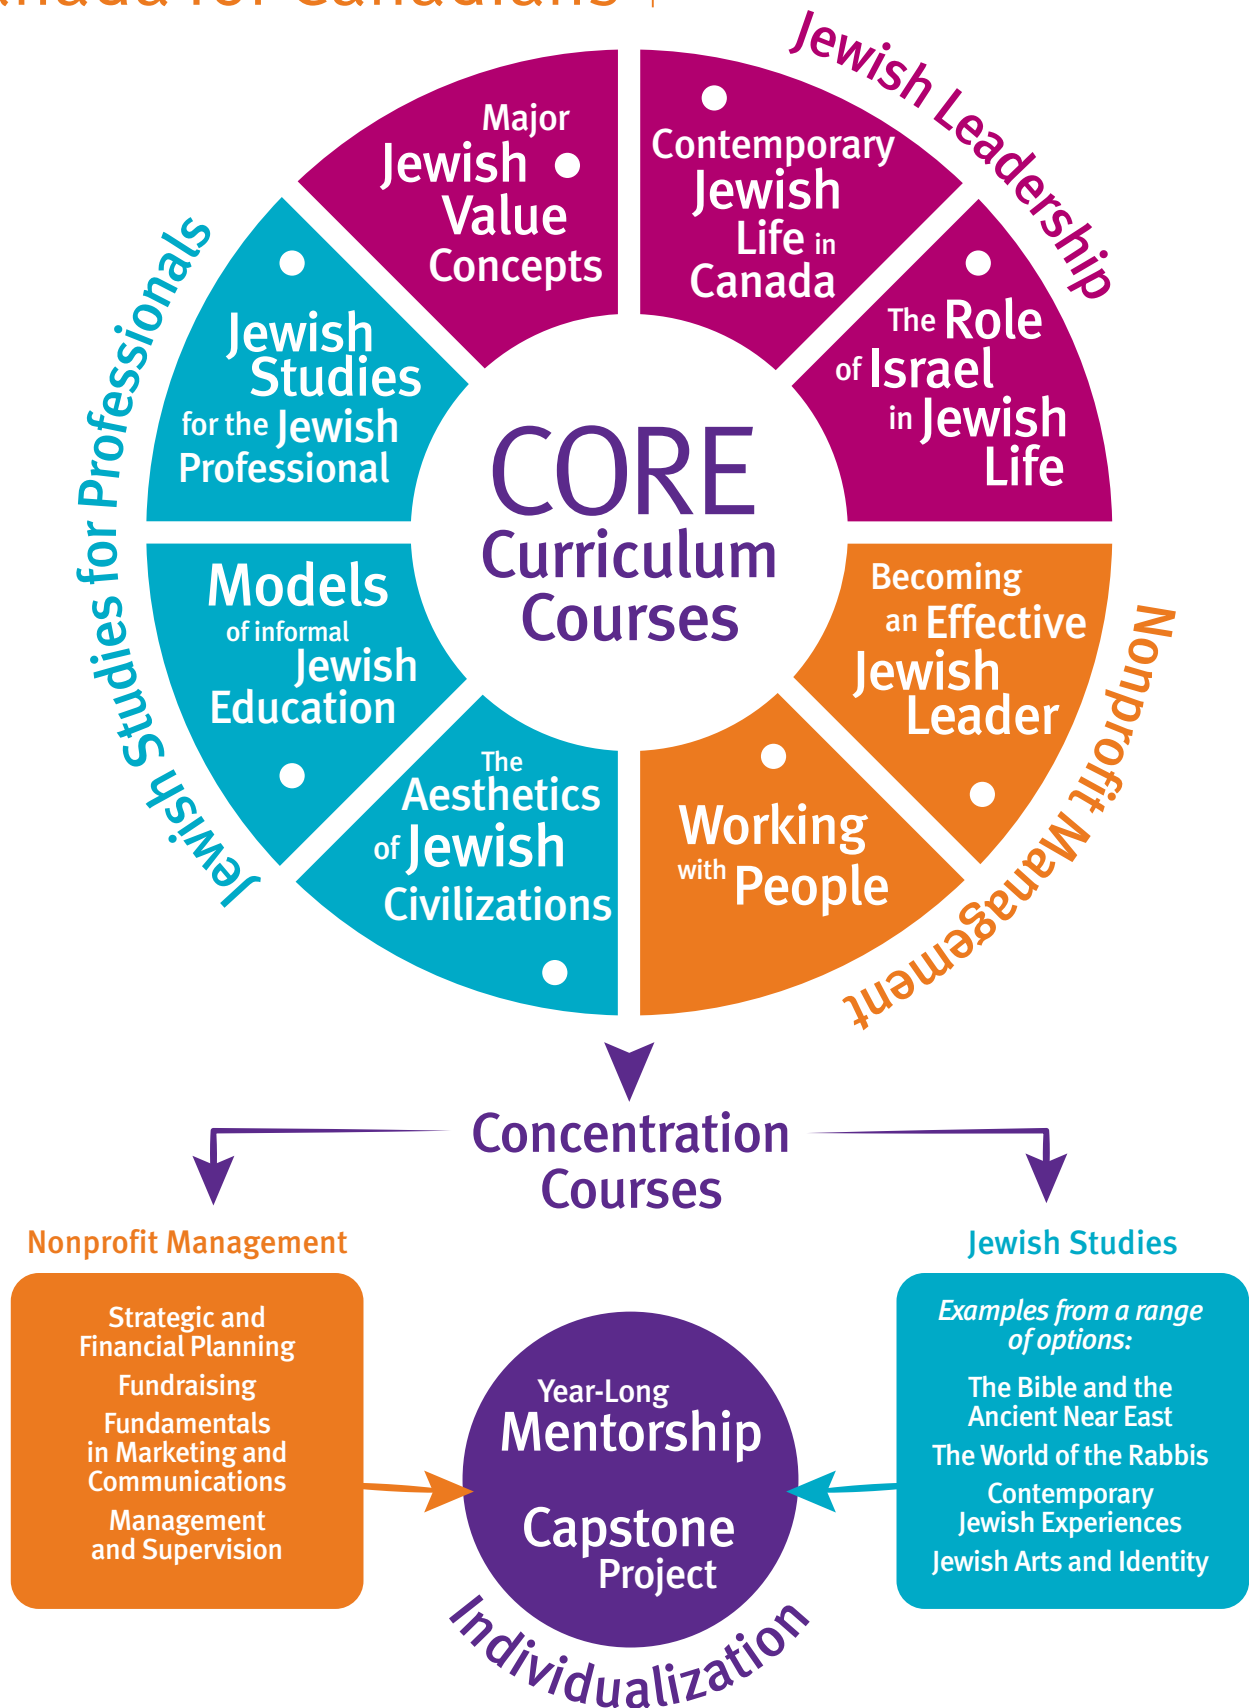 Canada for Canadians
Jewish Leadership
Major
Jewish
Value
Concepts
Contemporary
Jewish
Life in
Canada
The Role
of Israel
in Jewish
Life
Jewish Studies for Professionals
Jewish
Studies
for the Jewish
Professional
CORE
Curriculum
Courses
Models
of informal
Jewish
Education
Becoming
an Effective
Jewish
Leader
Nonprofit Management
The
Aesthetics
of Jewish
Civilizations
Working
with People
Concentration
Courses
Nonprofit Management
Strategic and
Financial Planning
Fundraising
Fundamentals
in Marketing and
Communications
Management
and Supervision
Year-Long
Mentorship
Capstone
Project
Individualization
Jewish Studies
Examples from a range
of options:
The Bible and the
Ancient Near East
The World of the Rabbis
Contemporary
Jewish Experiences
Jewish Arts and Identity